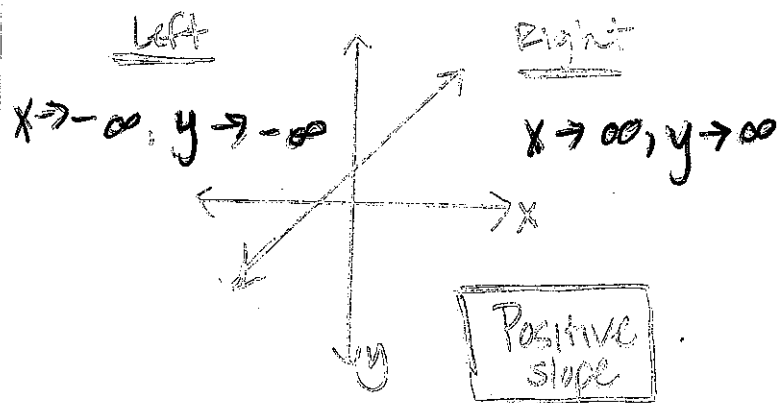 Left
Right
x→-∞, y→-∞
x→∞, y→∞
x
y
Positive
slope